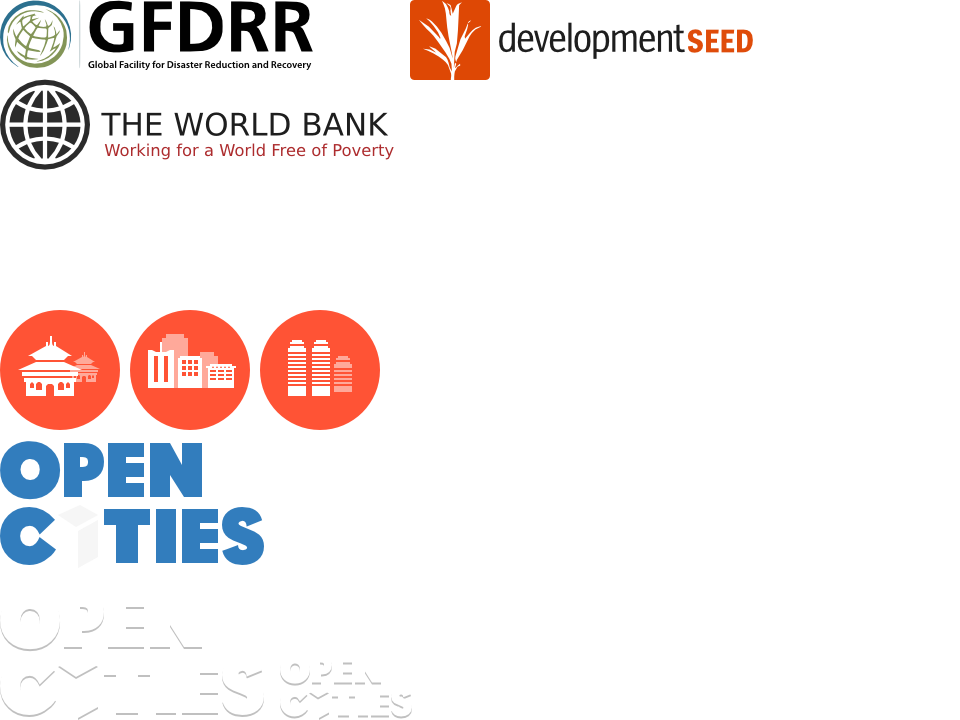 GFDRR
Global Facility for Disaster Reduction and Recovery
developmentSEED
THE WORLD BANK
Working for a World Free of Poverty
OPEN
CITIES
OPEN
CITIES
OPEN
CITIES